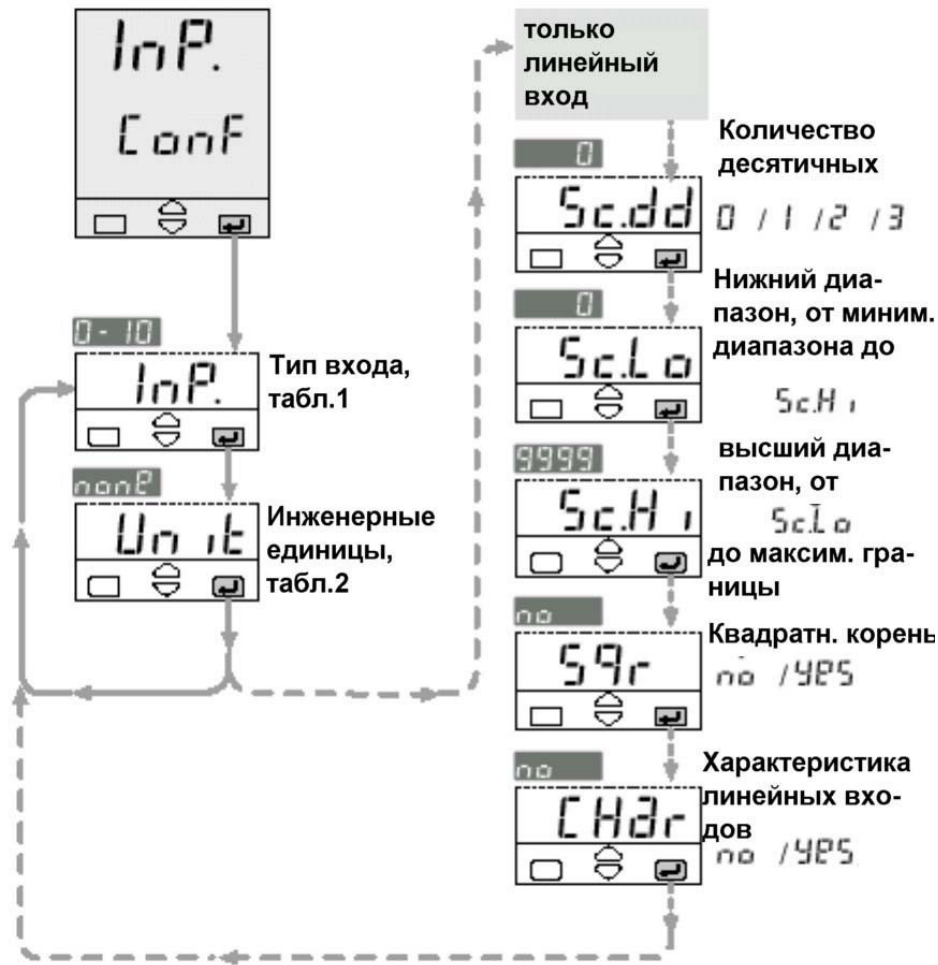 InP.
ConF
0-10
InP.
Тип входа,
табл.1
none
Unit
Инженерные
единицы,
табл.2
только
линейный
вход
0
Sc.dd
Количество
десятичных
0 / 1 / 2 / 3
0
Sc.Lo
Нижний диа-
пазон, от миним.
диапазона до
Sc.Hi
9999
Sc.Hi
высший диа-
пазон, от
Sc.Lo
до максим. гра-
ницы
no
Sqr
Квадратн. корень
no / YES
no
CHar
Характеристика
линейных вхо-
дов
no / YES